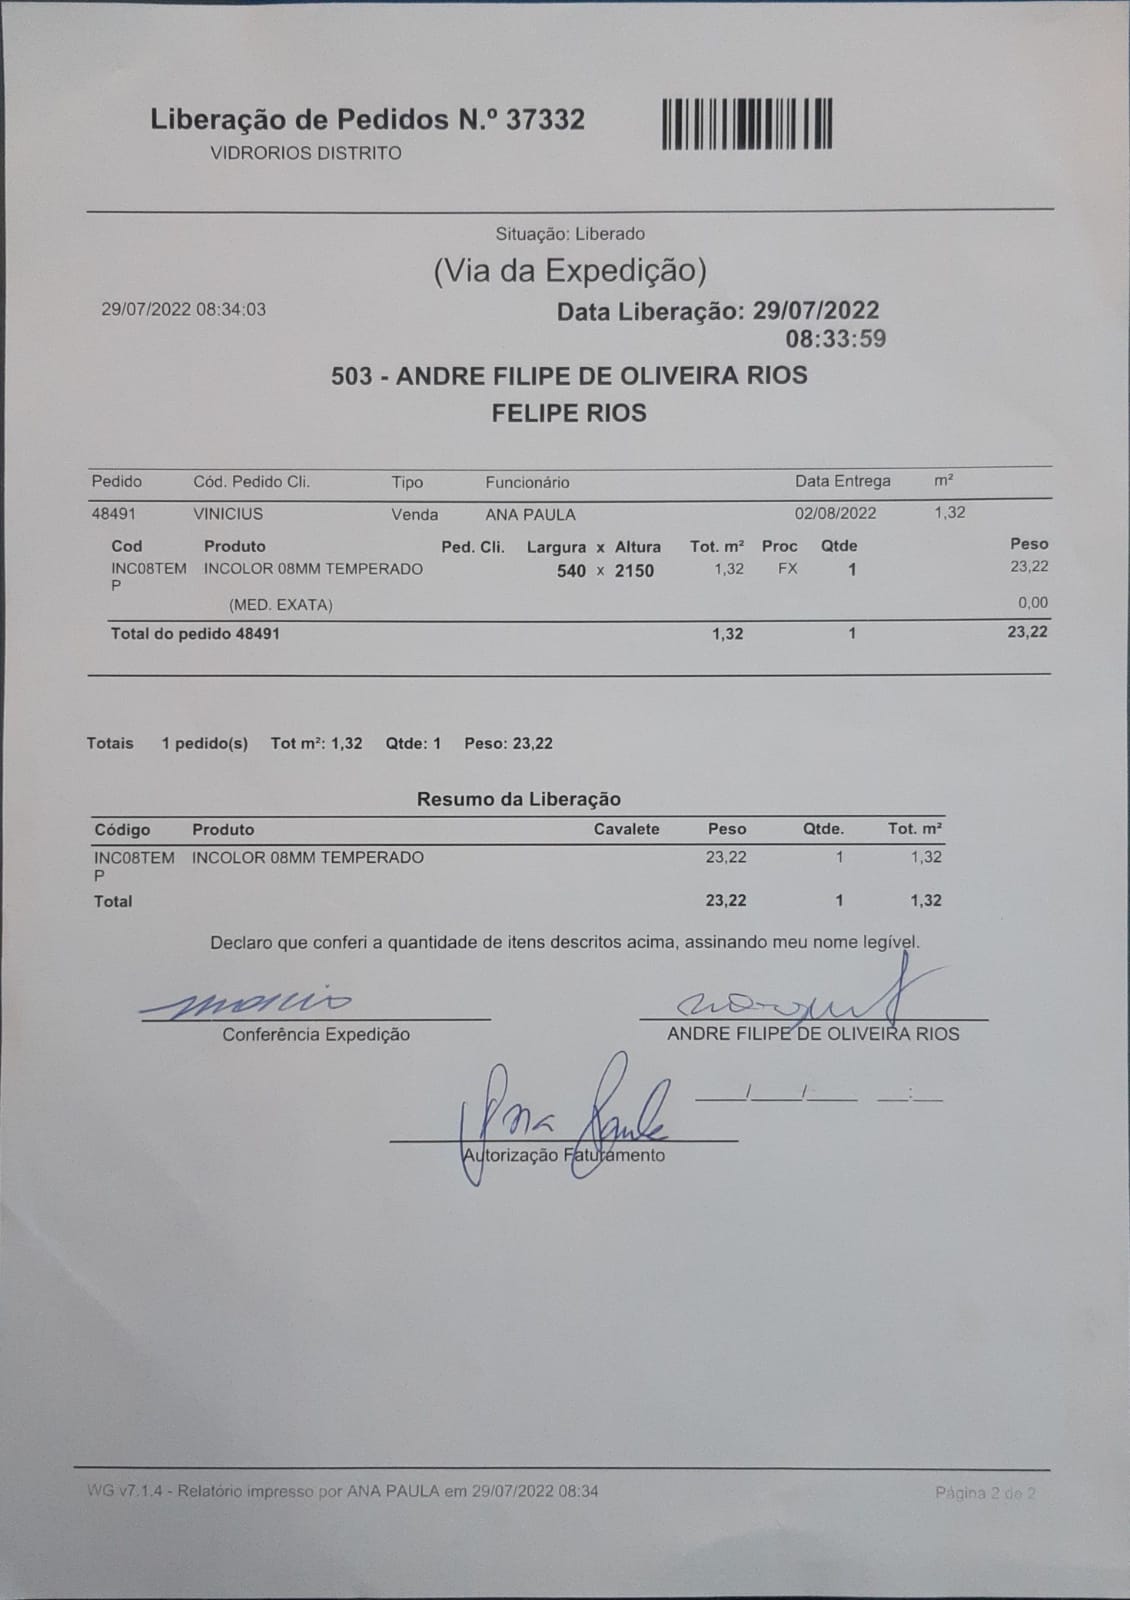 Liberação de Pedidos N.º 37332
VIDRORIOS DISTRITO
Situação: Liberado
(Via da Expedição)
29/07/2022 08:34:03
Data Liberação: 29/07/2022
08:33:59
503 - ANDRE FILIPE DE OLIVEIRA RIOS
FELIPE RIOS
Pedido Cód. Pedido Cli. Tipo Funcionário Data Entrega m²
48491 VINICIUS Venda ANA PAULA 02/08/2022 1,32
Cod Produto Ped. Cli. Largura x Altura Tot. m² Proc Qtde Peso
INC08TEM INCOLOR 08MM TEMPERADO 540 x 2150 1,32 FX 1 23,22
P
(MED. EXATA) 0,00
Total do pedido 48491 1,32 1 23,22
Totais 1 pedido(s) Tot m²: 1,32 Qtde: 1 Peso: 23,22
Resumo da Liberação
Código Produto Cavalete Peso Qtde. Tot. m²
INC08TEM INCOLOR 08MM TEMPERADO 23,22 1 1,32
P
Total 23,22 1 1,32
Declaro que conferi a quantidade de itens descritos acima, assinando meu nome legível.
Conferência Expedição
ANDRE FILIPE DE OLIVEIRA RIOS
__/__/__ __:__
Ana Paula
Autorização Faturamento
WG v7.1.4 - Relatório impresso por ANA PAULA em 29/07/2022 08:34
Página 2 de 2